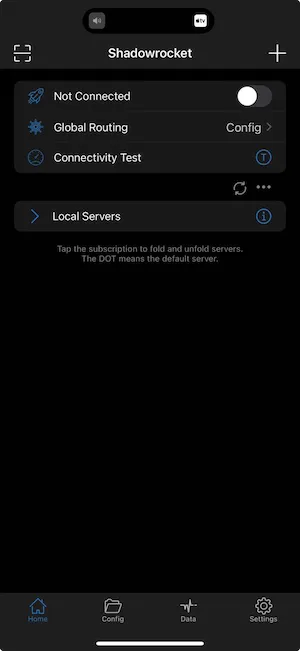 tv
Shadowrocket
Not Connected
Global Routing Config
Connectivity Test T
Local Servers i
Tap the subscription to fold and unfold servers.
The DOT means the default server.
Home Config Data Settings